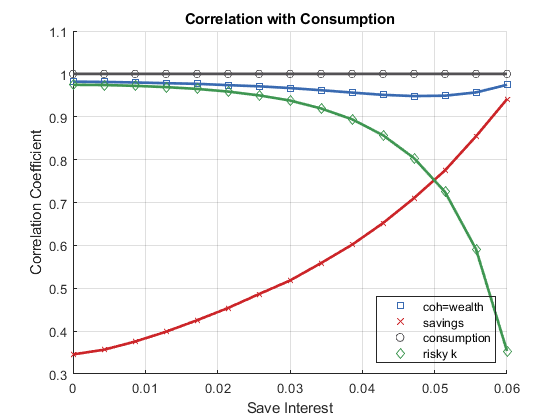 Correlation with Consumption
1.1
1
0.9
0.8
0.7
0.6
0.5
0.4
0.3
Correlation Coefficient
coh=wealth
savings
consumption
risky k
0 0.01 0.02 0.03 0.04 0.05 0.06
Save Interest